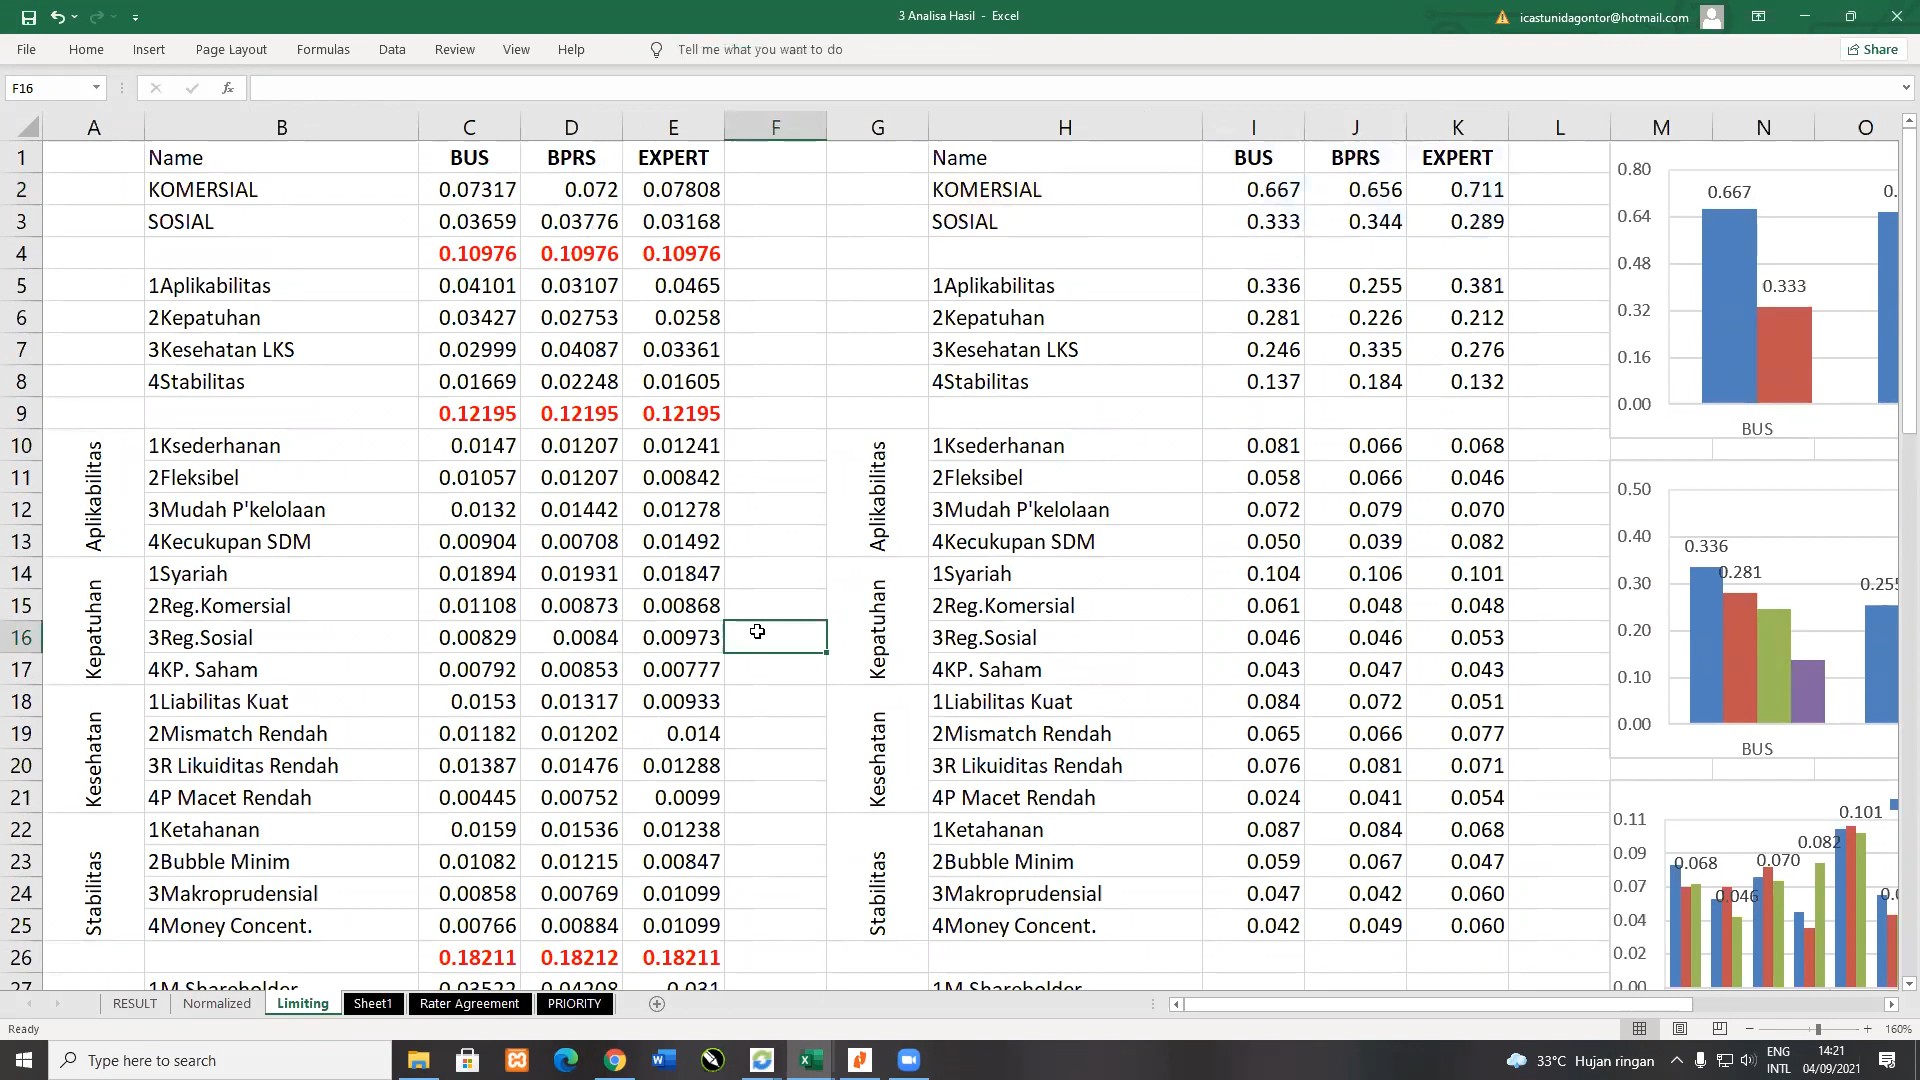 3 Analisa Hasil - Excel
icastunidagontor@hotmail.com
File Home Insert Page Layout Formulas Data Review View Help Tell me what you want to do Share
F16 fx
A B C D E F G H I J K L M N O
1 Name BUS BPRS EXPERT Name BUS BPRS EXPERT
2 KOMERSIAL 0.07317 0.072 0.07808 KOMERSIAL 0.667 0.656 0.711
3 SOSIAL 0.03659 0.03776 0.03168 SOSIAL 0.333 0.344 0.289
4 0.10976 0.10976 0.10976
5 1Aplikabilitas 0.04101 0.03107 0.0465 1Aplikabilitas 0.336 0.255 0.381
6 2Kepatuhan 0.03427 0.02753 0.0258 2Kepatuhan 0.281 0.226 0.212
7 3Kesehatan LKS 0.02999 0.04087 0.03361 3Kesehatan LKS 0.246 0.335 0.276
8 4Stabilitas 0.01669 0.02248 0.01605 4Stabilitas 0.137 0.184 0.132
9 0.12195 0.12195 0.12195
Aplikabilitas Aplikabilitas
10 1Ksederhanan 0.0147 0.01207 0.01241 1Ksederhanan 0.081 0.066 0.068
11 2Fleksibel 0.01057 0.01207 0.00842 2Fleksibel 0.058 0.066 0.046
12 3Mudah P'kelolaan 0.0132 0.01442 0.01278 3Mudah P'kelolaan 0.072 0.079 0.070
13 4Kecukupan SDM 0.00904 0.00708 0.01492 4Kecukupan SDM 0.050 0.039 0.082
Kepatuhan Kepatuhan
14 1Syariah 0.01894 0.01931 0.01847 1Syariah 0.104 0.106 0.101
15 2Reg.Komersial 0.01108 0.00873 0.00868 2Reg.Komersial 0.061 0.048 0.048
16 3Reg.Sosial 0.00829 0.0084 0.00973 3Reg.Sosial 0.046 0.046 0.053
17 4KP. Saham 0.00792 0.00853 0.00777 4KP. Saham 0.043 0.047 0.043
Kesehatan Kesehatan
18 1Liabilitas Kuat 0.0153 0.01317 0.00933 1Liabilitas Kuat 0.084 0.072 0.051
19 2Mismatch Rendah 0.01182 0.01202 0.014 2Mismatch Rendah 0.065 0.066 0.077
20 3R Likuiditas Rendah 0.01387 0.01476 0.01288 3R Likuiditas Rendah 0.076 0.081 0.071
21 4P Macet Rendah 0.00445 0.00752 0.0099 4P Macet Rendah 0.024 0.041 0.054
Stabilitas Stabilitas
22 1Ketahanan 0.0159 0.01536 0.01238 1Ketahanan 0.087 0.084 0.068
23 2Bubble Minim 0.01082 0.01215 0.00847 2Bubble Minim 0.059 0.067 0.047
24 3Makroprudensial 0.00858 0.00769 0.01099 3Makroprudensial 0.047 0.042 0.060
25 4Money Concent. 0.00766 0.00884 0.01099 4Money Concent. 0.042 0.049 0.060
26 0.18211 0.18212 0.18211
27 1M Shareholder 0.03522 0.04208 0.031 1M Shareholder
0.80
0.64
0.48
0.32
0.16
0.00
0.667
0.333
BUS
0.50
0.40
0.30
0.20
0.10
0.00
0.336
0.281
0.255
BUS
0.11
0.09
0.07
0.04
0.02
0.00
0.068
0.046
0.070
0.082
0.101
RESULT Normalized Limiting Sheet1 Rater Agreement PRIORITY
Ready 160%
Type here to search
33°C Hujan ringan
ENG
INTL
14:21
04/09/2021